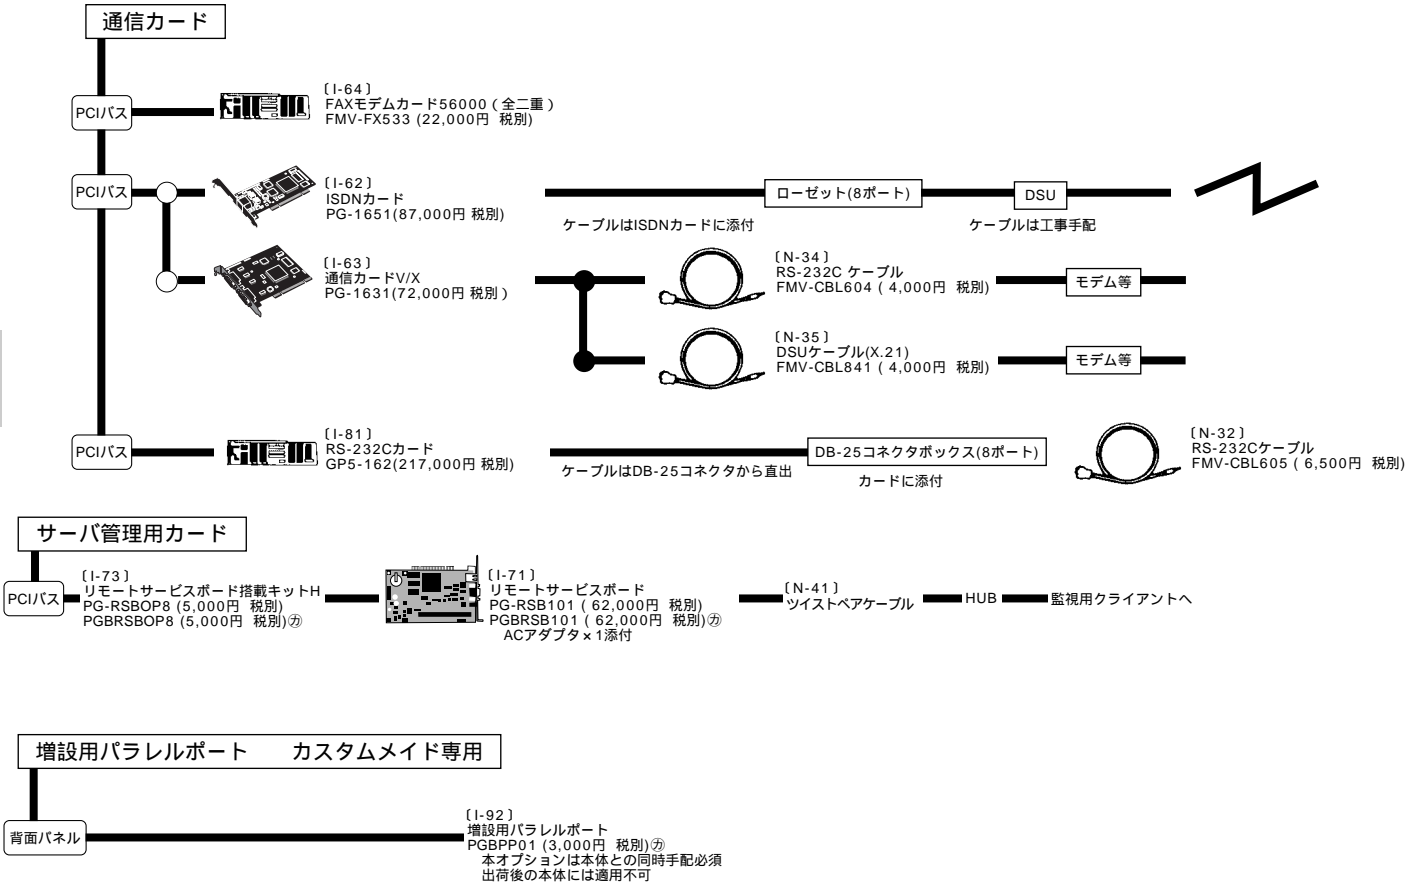 通信カード
PCIバス
〔I-64〕
FAXモデムカード56000（全二重）
FMV-FX533 (22,000円 税別)
PCIバス
〔I-62〕
ISDNカード
PG-1651(87,000円 税別)
ケーブルはISDNカードに添付
ローゼット(8ポート)
DSU
ケーブルは工事手配
〔I-63〕
通信カードV/X
PG-1631(72,000円 税別）
〔N-34〕
RS-232C ケーブル
FMV-CBL604 ( 4,000円 税別)
モデム等
〔N-35〕
DSUケーブル(X.21)
FMV-CBL841 ( 4,000円 税別)
モデム等
PCIバス
〔I-81〕
RS-232Cカード
GP5-162(217,000円 税別)
ケーブルはDB-25コネクタから直出
DB-25コネクタボックス(8ポート)
カードに添付
〔N-32〕
RS-232Cケーブル
FMV-CBL605 ( 6,500円 税別)
サーバ管理用カード
PCIバス
〔I-73〕
リモートサービスボード搭載キットH
PG-RSBOP8 (5,000円 税別)
PGBRSBOP8 (5,000円 税別)㋕
〔I-71〕
リモートサービスボード
PG-RSB101 ( 62,000円 税別)
PGBRSB101 ( 62,000円 税別)㋕
ACアダプタ×1添付
〔N-41〕
ツイストペアケーブル
HUB
監視用クライアントへ
増設用パラレルポート　　カスタムメイド専用
背面パネル
〔I-92〕
増設用パラレルポート
PGBPP01 (3,000円 税別)㋕
本オプションは本体との同時手配必須
出荷後の本体には適用不可